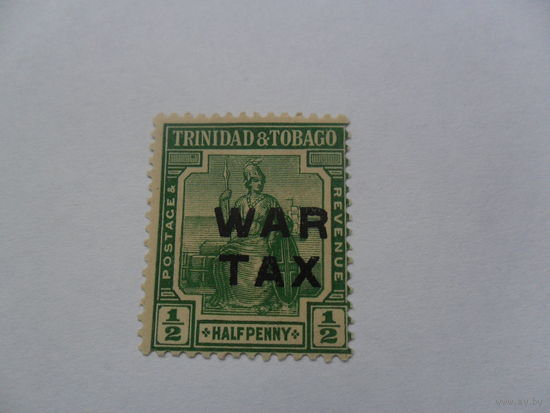 TRINIDAD & TOBAGO
POSTAGE &
REVENUE
WAR
TAX
1/2
HALFPENNY
1/2
www.ay.by